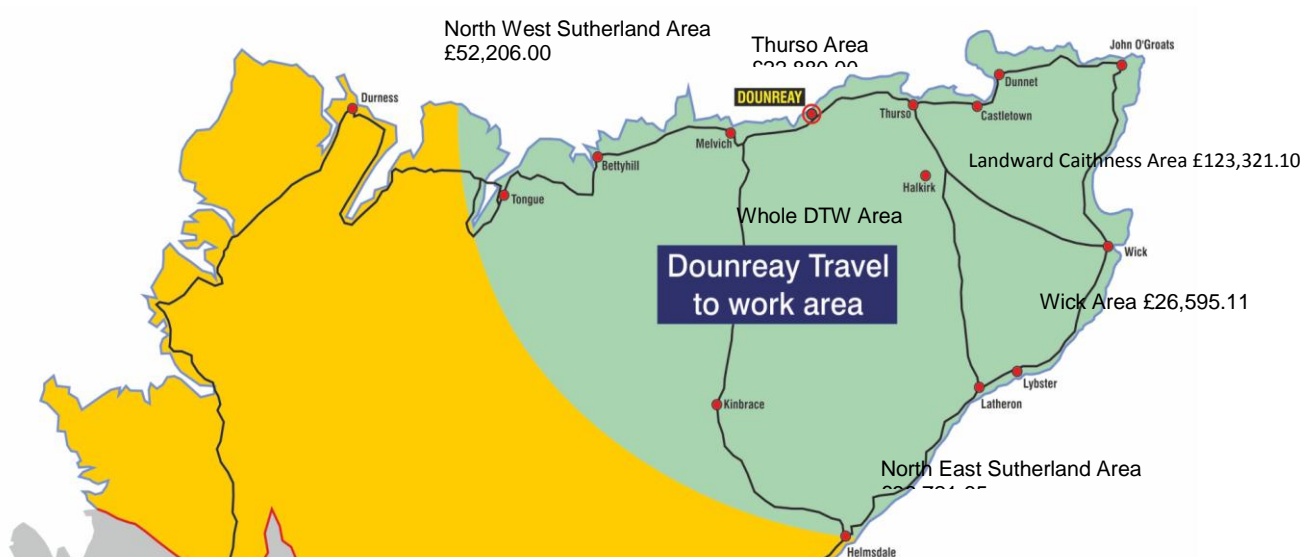 North West Sutherland Area
£52,206.00
Thurso Area
John O'Groats
Dunnet
DOUNREAY
Durness
Thurso
Castletown
Melvich
Bettyhill
Landward Caithness Area £123,321.10
Halkirk
Tongue
Whole DTW Area
Wick
Dounreay Travel
to work area
Wick Area £26,595.11
Lybster
Latheron
Kinbrace
North East Sutherland Area
Helmsdale